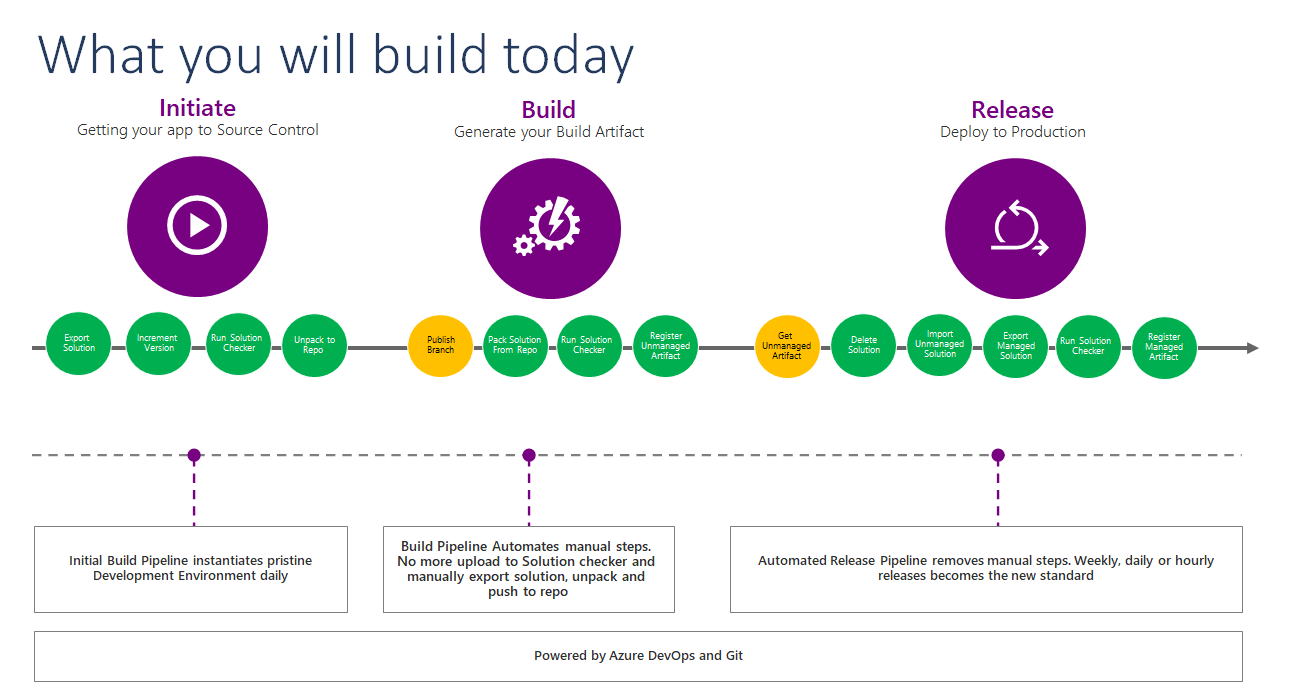 What you will build today
Initiate
Getting your app to Source Control
Build
Generate your Build Artifact
Release
Deploy to Production
Export
Solution
Increment
Version
Run Solution
Checker
Unpack to
Repo
Publish
Branch
Pack Solution
From Repo
Run Solution
Checker
Register
Unmanaged
Artifact
Get
Unmanaged
Artifact
Delete
Solution
Import
Unmanaged
Solution
Export
Managed
Solution
Run Solution
Checker
Register
Managed
Artifact
Initial Build Pipeline instantiates pristine
Development Environment daily
Build Pipeline Automates manual steps.
No more upload to Solution checker and
manually export solution, unpack and
push to repo
Automated Release Pipeline removes manual steps. Weekly, daily or hourly
releases becomes the new standard
Powered by Azure DevOps and Git